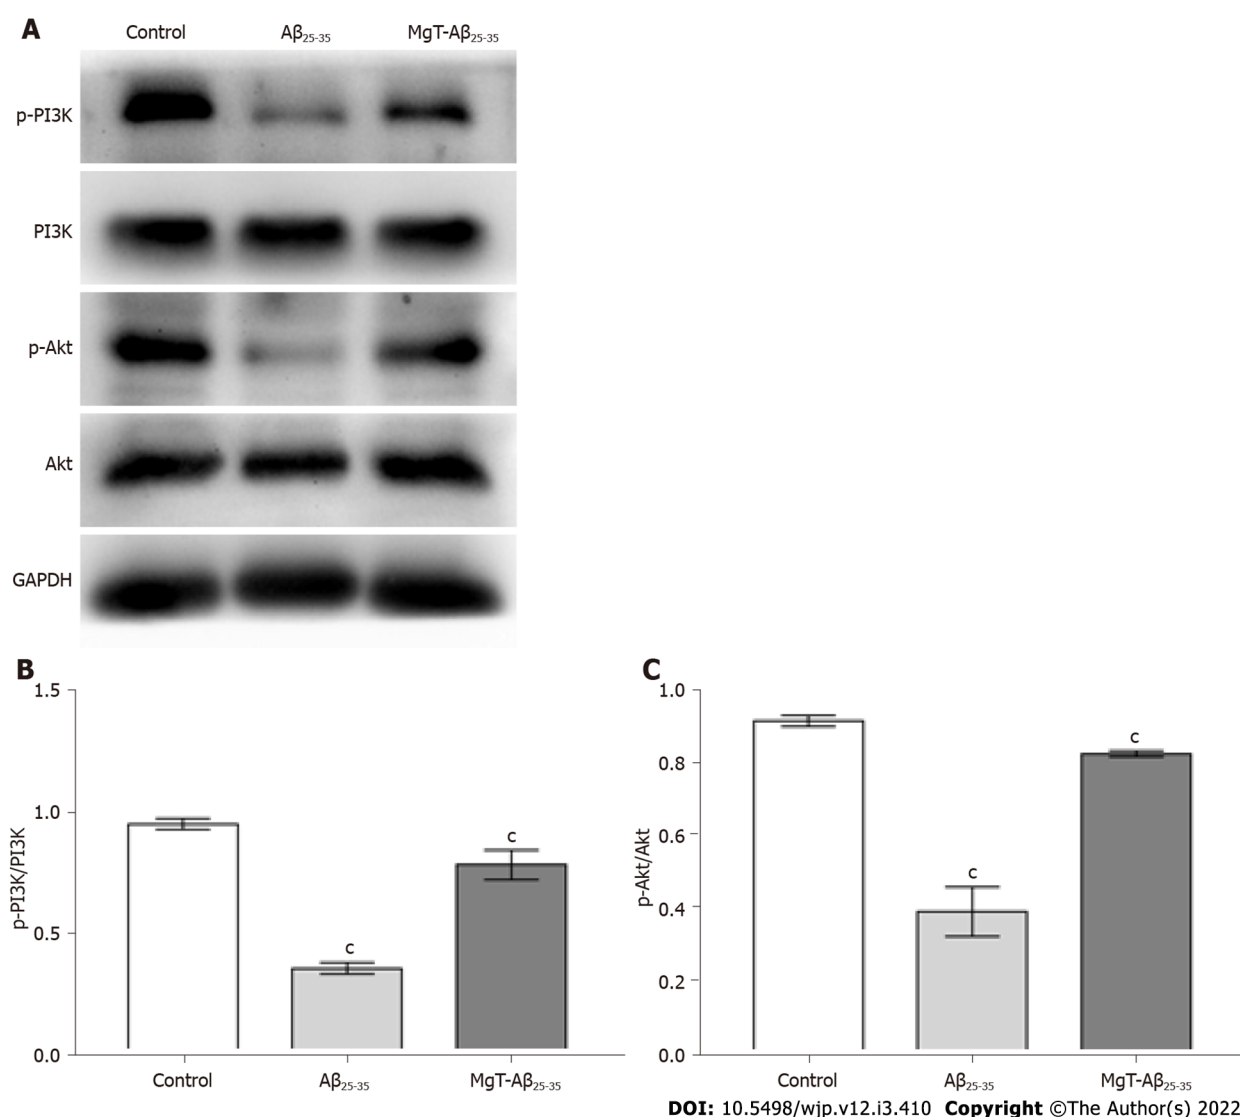 A
Control Aβ25-35 MgT-Aβ25-35
p-PI3K
PI3K
p-Akt
Akt
GAPDH
B
1.5
1.0
0.5
0.0
p-PI3K/PI3K
c
c
Control Aβ25-35 MgT-Aβ25-35
C
1.0
0.8
0.6
0.4
0.2
0.0
p-Akt/Akt
c
c
Control Aβ25-35 MgT-Aβ25-35
DOI: 10.5498/wjp.v12.i3.410 Copyright ©The Author(s) 2022